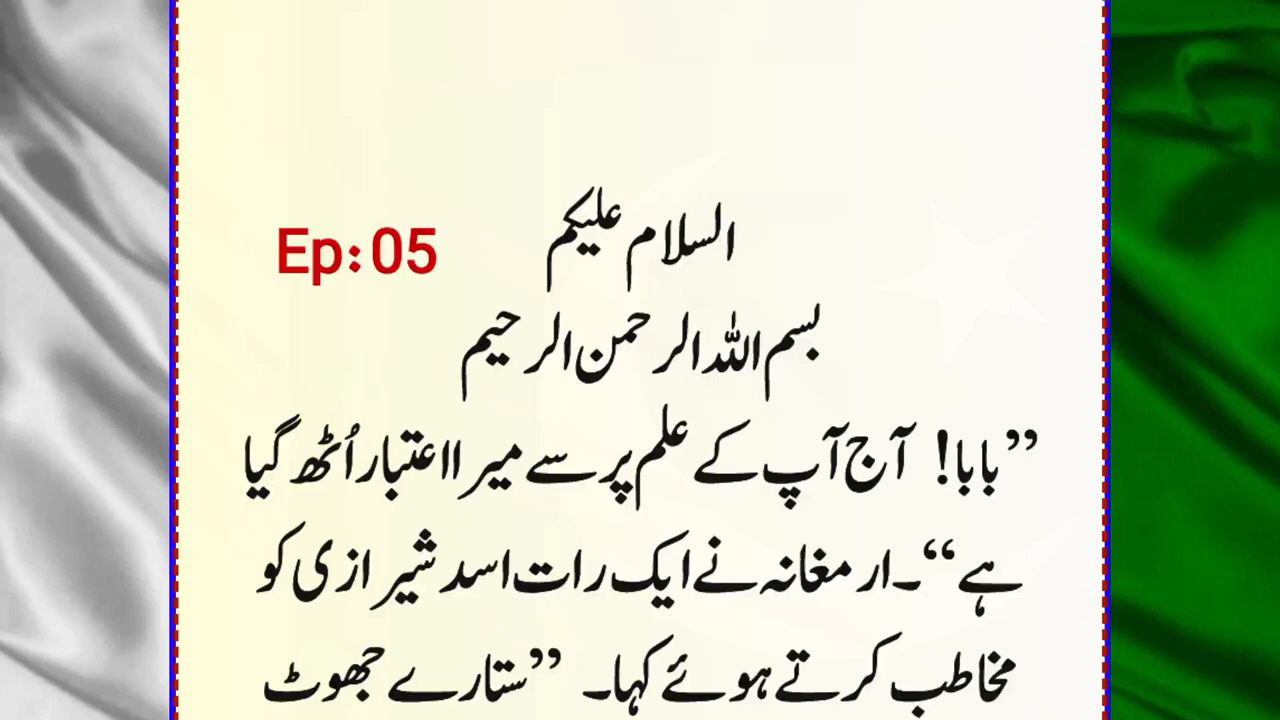 السلام علیکم
Ep:05
بسم اللہ الرحمن الرحیم
’’بابا! آج آپ کے علم پر سے میرا اعتبار اُٹھ گیا
ہے‘‘۔ ارمغانہ نے ایک رات اسد شیرازی کو
مخاطب کرتے ہوئے کہا۔ ’’ستارے جھوٹ